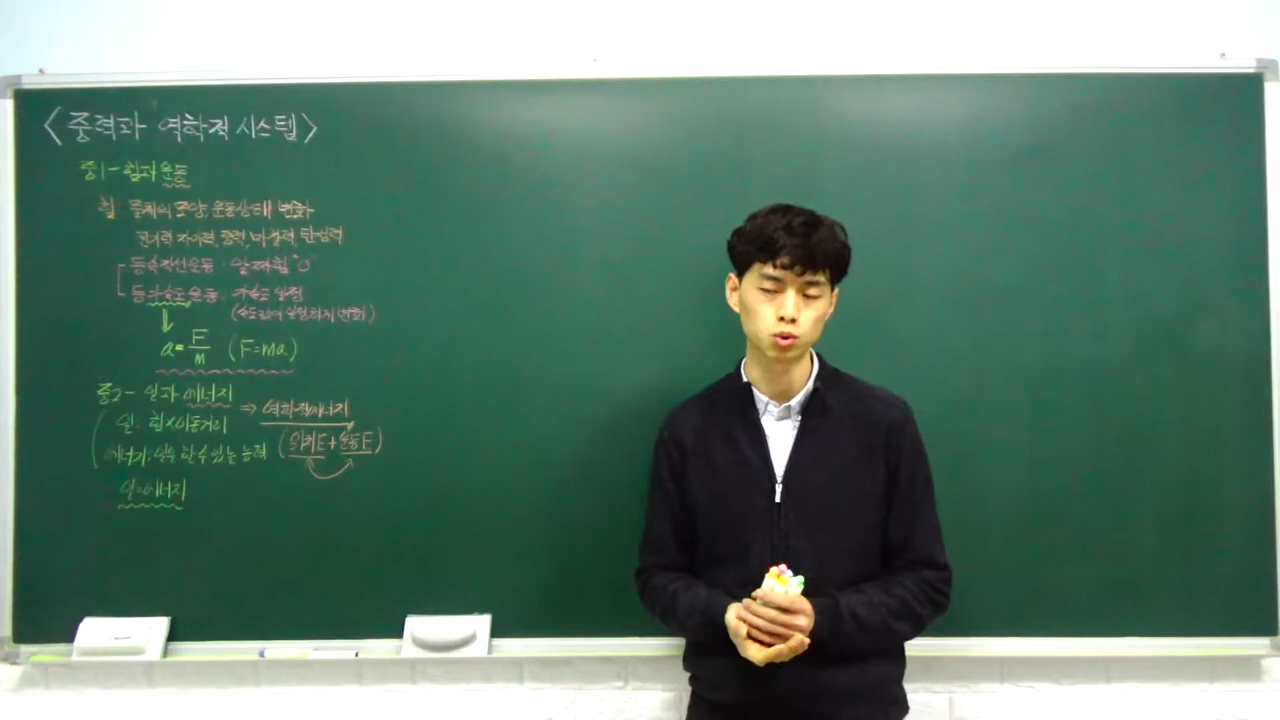 <중력과 역학적 시스템>
중1 - 힘과 운동
힘 : 물체의 모양, 운동상태 변화
전기력, 자기력, 중력, 마찰력, 탄성력
등속직선운동 : 알짜힘 "0"
등가속도 운동 : 가속도 일정
(속도값이 일정하게 변화)
⇓
a = F/m (F=ma)
중2 - 일과 에너지
⇒ 역학적에너지
일 : 힘×이동거리
(위치E+운동E)
에너지 : 일을 할 수 있는 능력
일=에너지